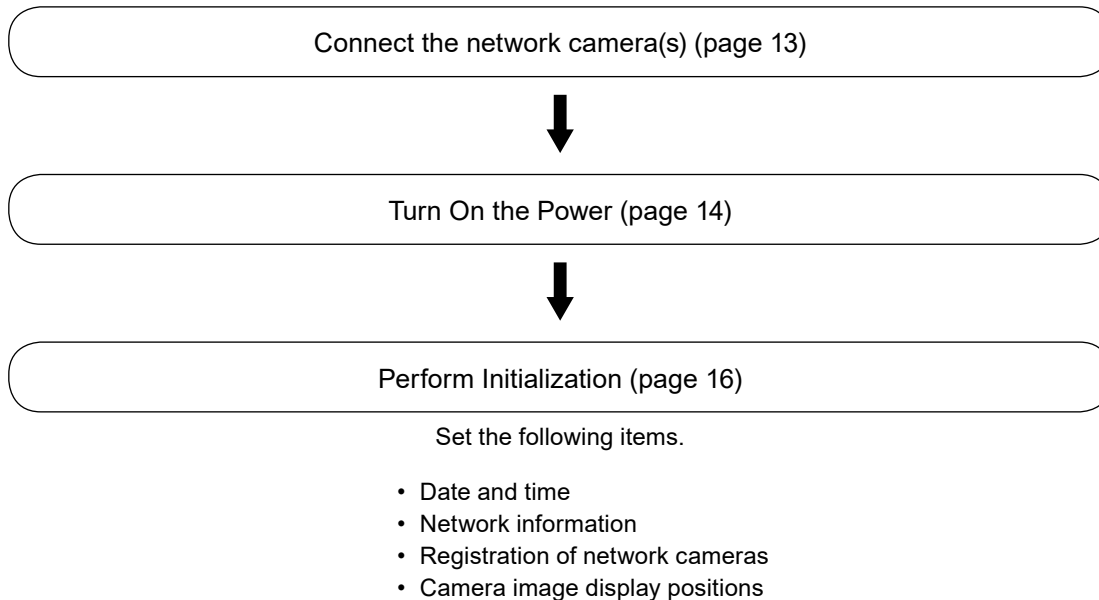 Connect the network camera(s) (page 13)
Turn On the Power (page 14)
Perform Initialization (page 16)
Set the following items.
• Date and time
• Network information
• Registration of network cameras
• Camera image display positions